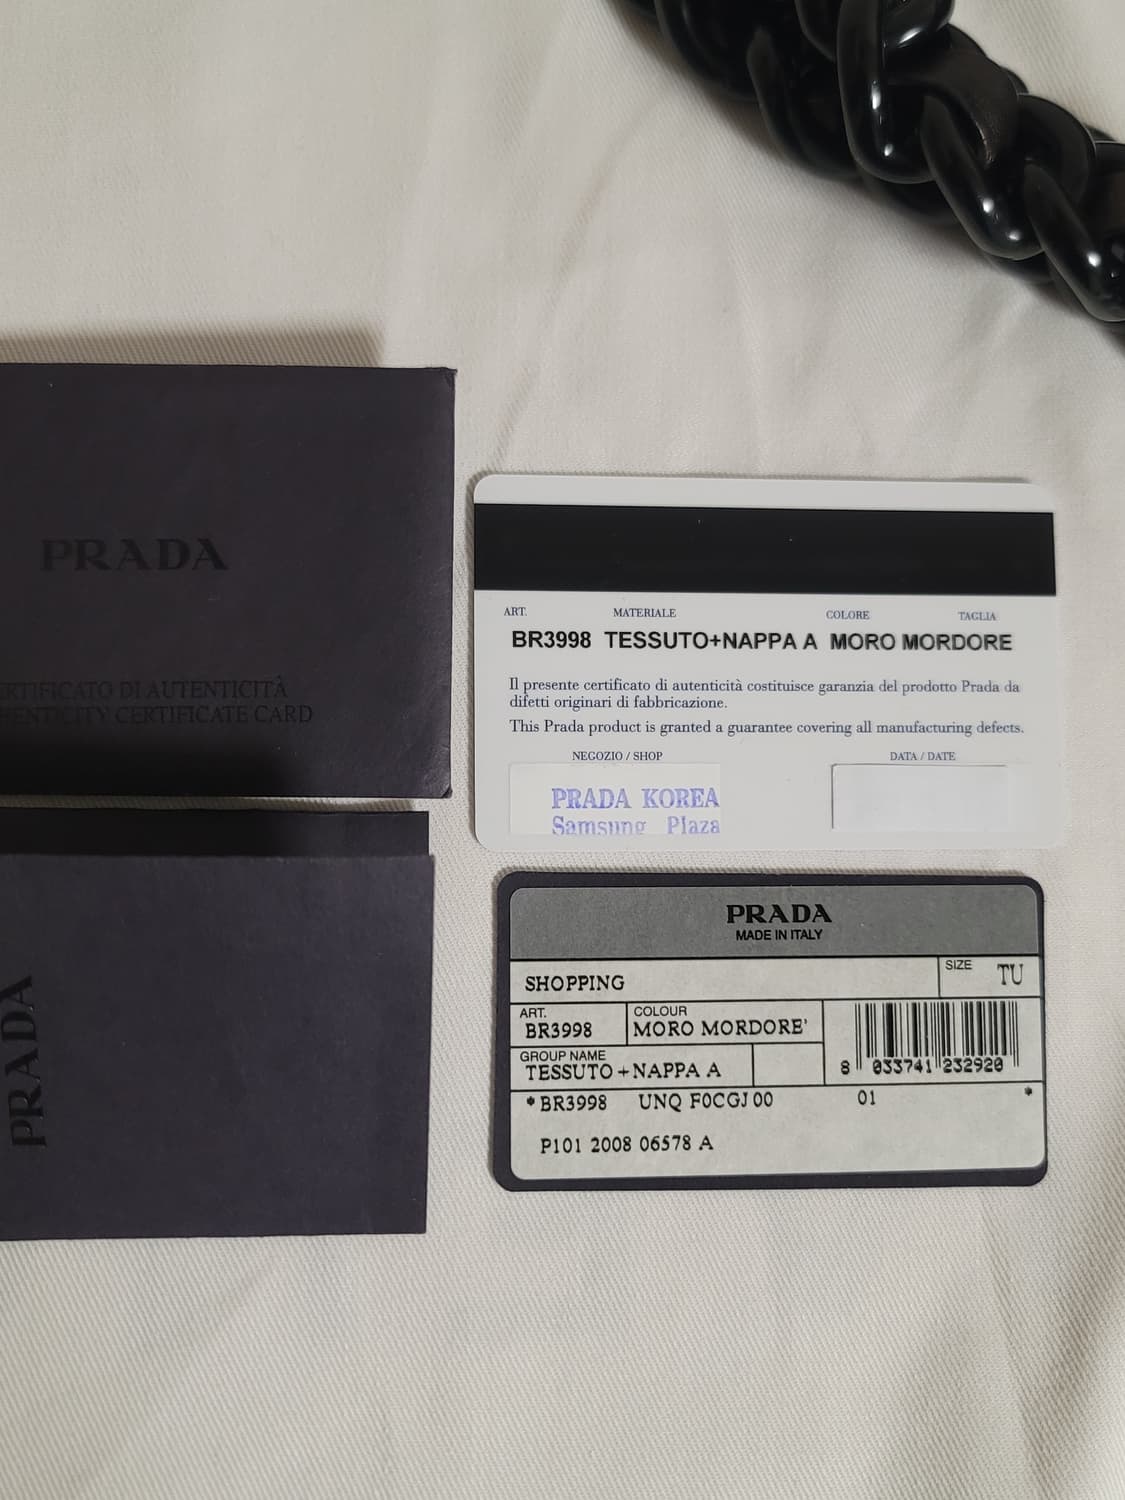 PRADA
CERTIFICATO DI AUTENTICITÀ
AUTHENTICITY CERTIFICATE CARD
PRADA
ART. MATERIALE COLORE TAGLIA
BR3998 TESSUTO+NAPPA A MORO MORDORE
Il presente certificato di autenticità costituisce garanzia del prodotto Prada da
difetti originari di fabbricazione.
This Prada product is granted a guarantee covering all manufacturing defects.
NEGOZIO / SHOP DATA / DATE
PRADA KOREA
Samsung Plaza
PRADA
MADE IN ITALY
SHOPPING SIZE TU
ART. COLOUR
BR3998 MORO MORDORE'
GROUP NAME
TESSUTO + NAPPA A
8 033741 232920
* BR3998 UNQ F0CGJ 00 01 *
P101 2008 06578 A